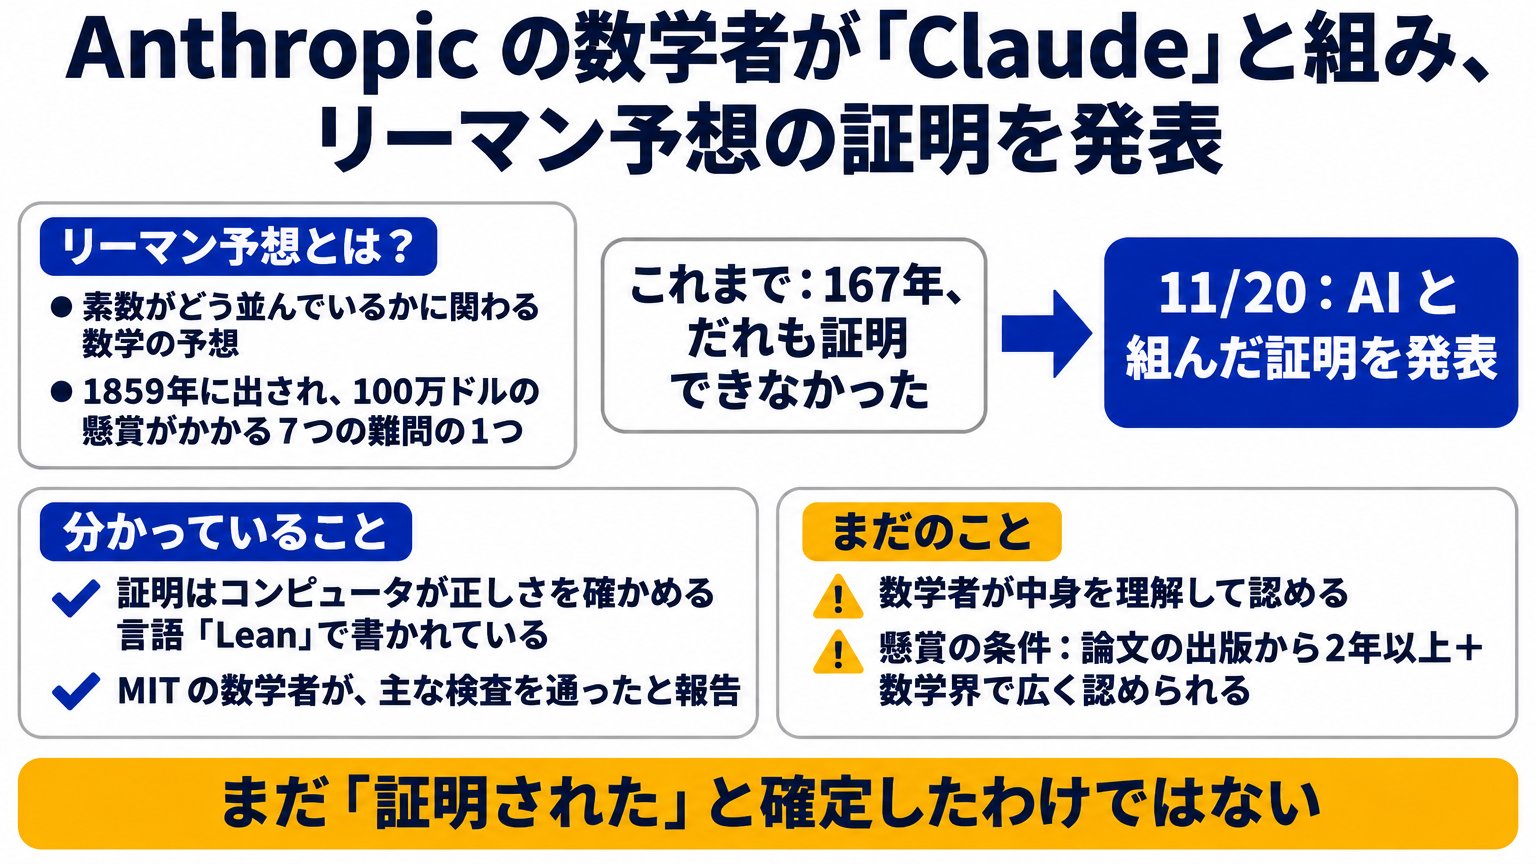 Anthropic の数学者が「Claude」と組み、
リーマン予想の証明を発表
リーマン予想とは？
● 素数がどう並んでいるかに関わる
数学の予想
● 1859年に出され、100万ドルの
懸賞がかかる7つの難問の1つ
これまで：167年、
だれも証明
できなかった
11/20：AI と
組んだ証明を発表
分かっていること
証明はコンピュータが正しさを確かめる
言語「Lean」で書かれている
MIT の数学者が、主な検査を通ったと報告
まだのこと
数学者が中身を理解して認める
懸賞の条件：論文の出版から2年以上＋
数学界で広く認められる
まだ「証明された」と確定したわけではない